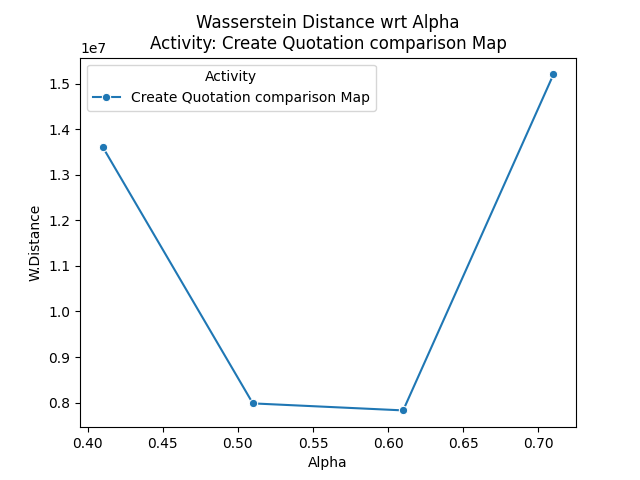 Wasserstein Distance wrt Alpha
Activity: Create Quotation comparison Map
1e7
Activity
Create Quotation comparison Map
1.5
1.4
1.3
1.2
1.1
1.0
0.9
0.8
W.Distance
0.40 0.45 0.50 0.55 0.60 0.65 0.70
Alpha